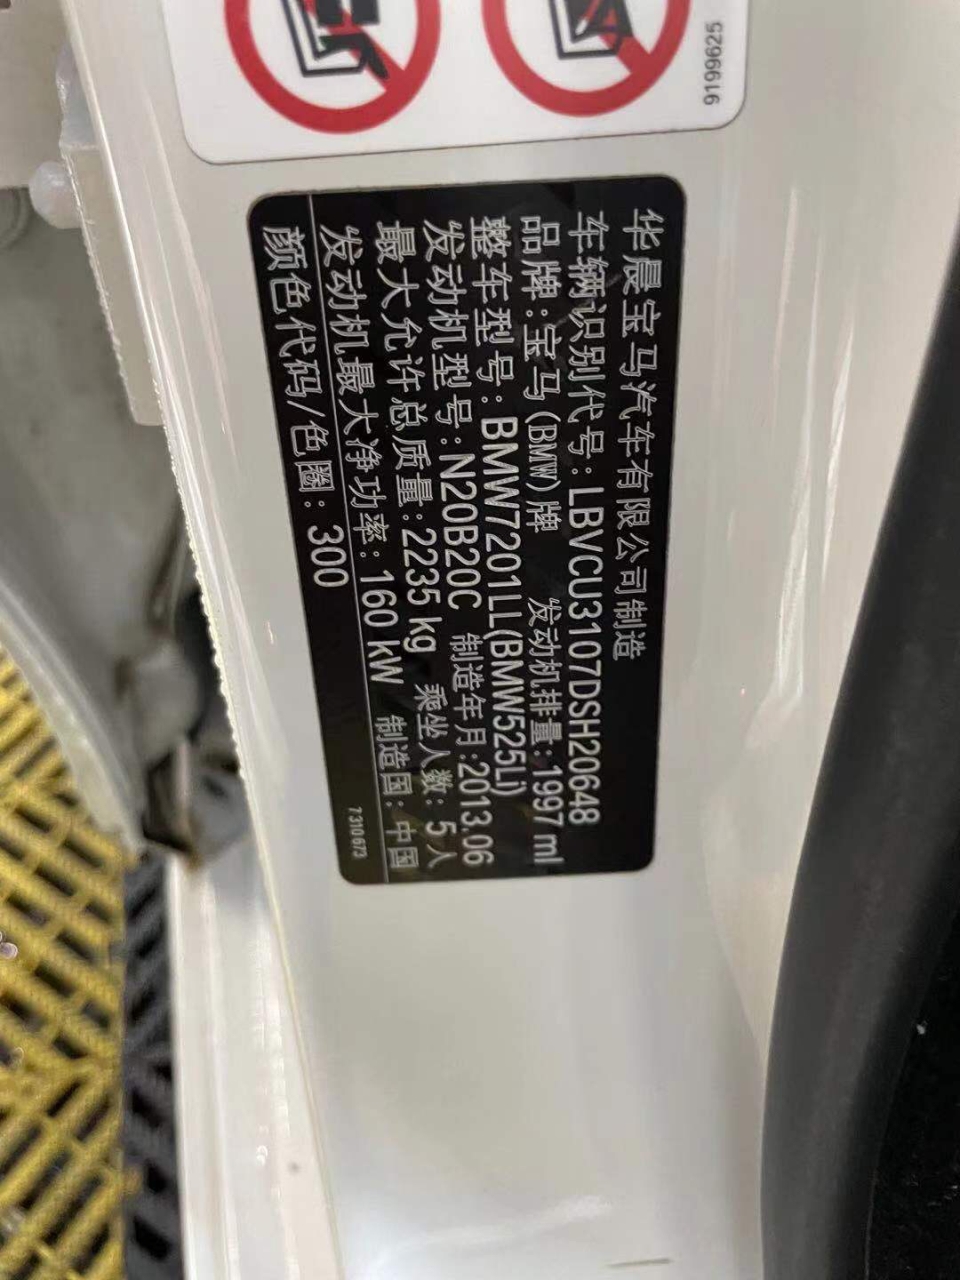 9199625
华晨宝马汽车有限公司制造
车辆识别代号：LBVCU3107DSH20648
品牌：宝马(BMW)牌 发动机排量：1997 ml
整车型号：BMW7201LL(BMW525Li)
发动机型号：N20B20C 制造年月：2013.06
最大允许总质量：2235 kg 乘坐人数：5人
发动机最大净功率：160 kW 制造国：中国
颜色代码/色圈：300
7310673